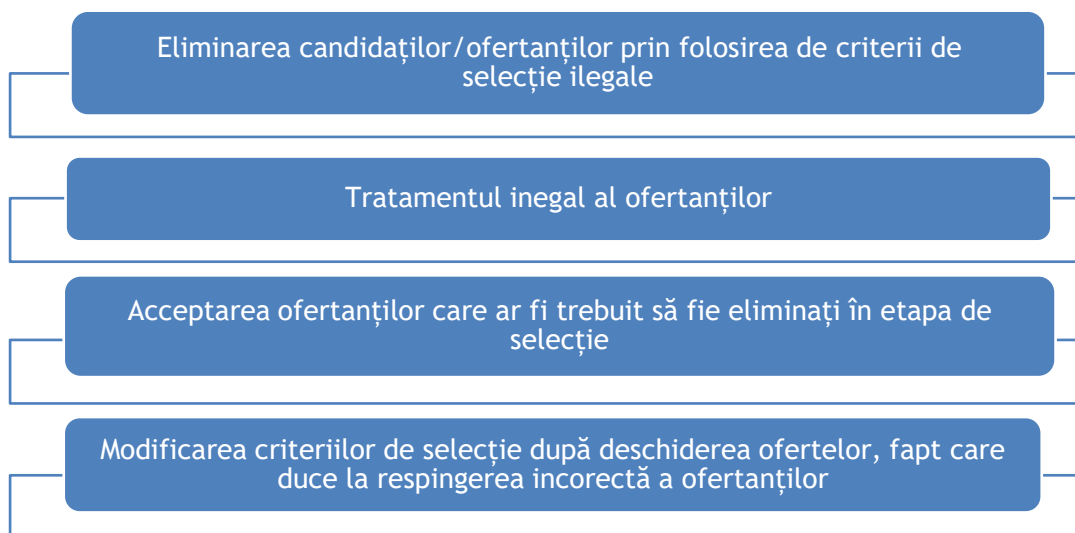 Eliminarea candidaților/ofertanților prin folosirea de criterii de
selecție ilegale
Tratamentul inegal al ofertanților
Acceptarea ofertanților care ar fi trebuit să fie eliminați în etapa de
selecție
Modificarea criteriilor de selecție după deschiderea ofertelor, fapt care
duce la respingerea incorectă a ofertanților